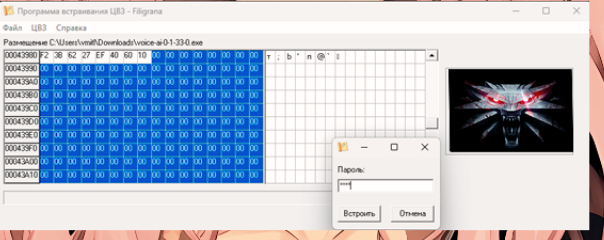 Программа встраивания ЦВЗ - Filigrana
Файл ЦВЗ Справка
Размещение C:\Users\vmitl\Downloads\voice-ai-0-1-33-0.exe
00043980 F2 38 62 27 EF 40 60 10 00 00 00 00 00 00 00 00 т ; b ' п @ `
00043990 00 00 00 00 00 00 00 00 00 00 00 00 00 00 00 00
000439A0 00 00 00 00 00 00 00 00 00 00 00 00 00 00 00 00
000439B0 00 00 00 00 00 00 00 00 00 00 00 00 00 00 00 00
000439C0 00 00 00 00 00 00 00 00 00 00 00 00 00 00 00 00
000439D0 00 00 00 00 00 00 00 00 00 00 00 00 00 00 00 00
000439E0 00 00 00 00 00 00 00 00 00 00 00 00 00 00 00 00
000439F0 00 00 00 00 00 00 00 00 00 00 00 00 00 00 00 00
00043A00 00 00 00 00 00 00 00 00 00 00 00 00 00 00 00 00
00043A10 00 00 00 00 00 00 00 00 00 00 00 00 00 00 00 00
Пароль:
****
Встроить Отмена